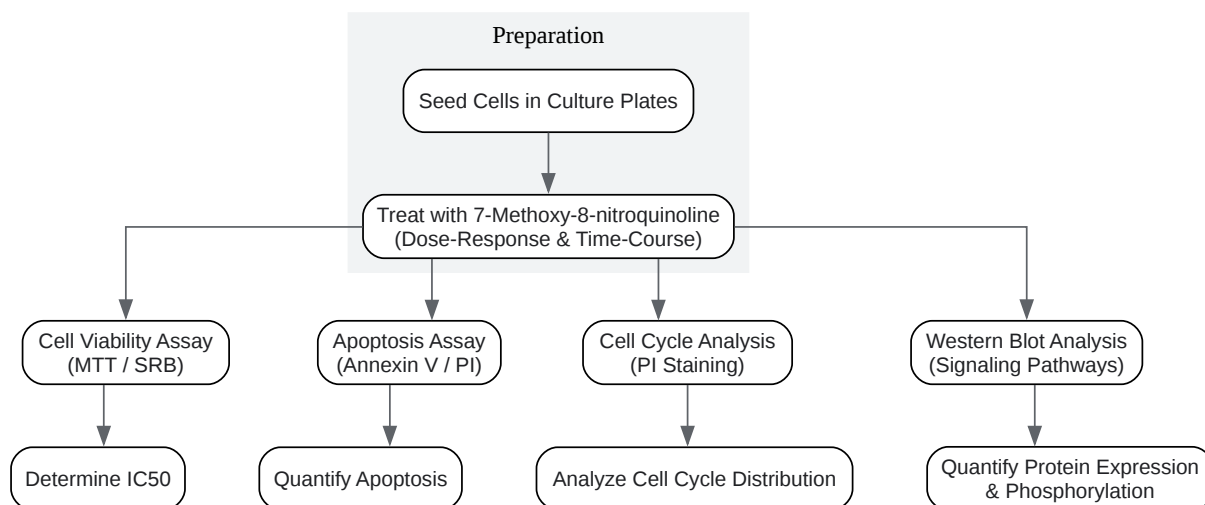 Preparation
Seed Cells in Culture Plates
Treat with 7-Methoxy-8-nitroquinoline
(Dose-Response & Time-Course)
Cell Viability Assay
(MTT / SRB)
Apoptosis Assay
(Annexin V / PI)
Cell Cycle Analysis
(PI Staining)
Western Blot Analysis
(Signaling Pathways)
Determine IC50
Quantify Apoptosis
Analyze Cell Cycle Distribution
Quantify Protein Expression
& Phosphorylation